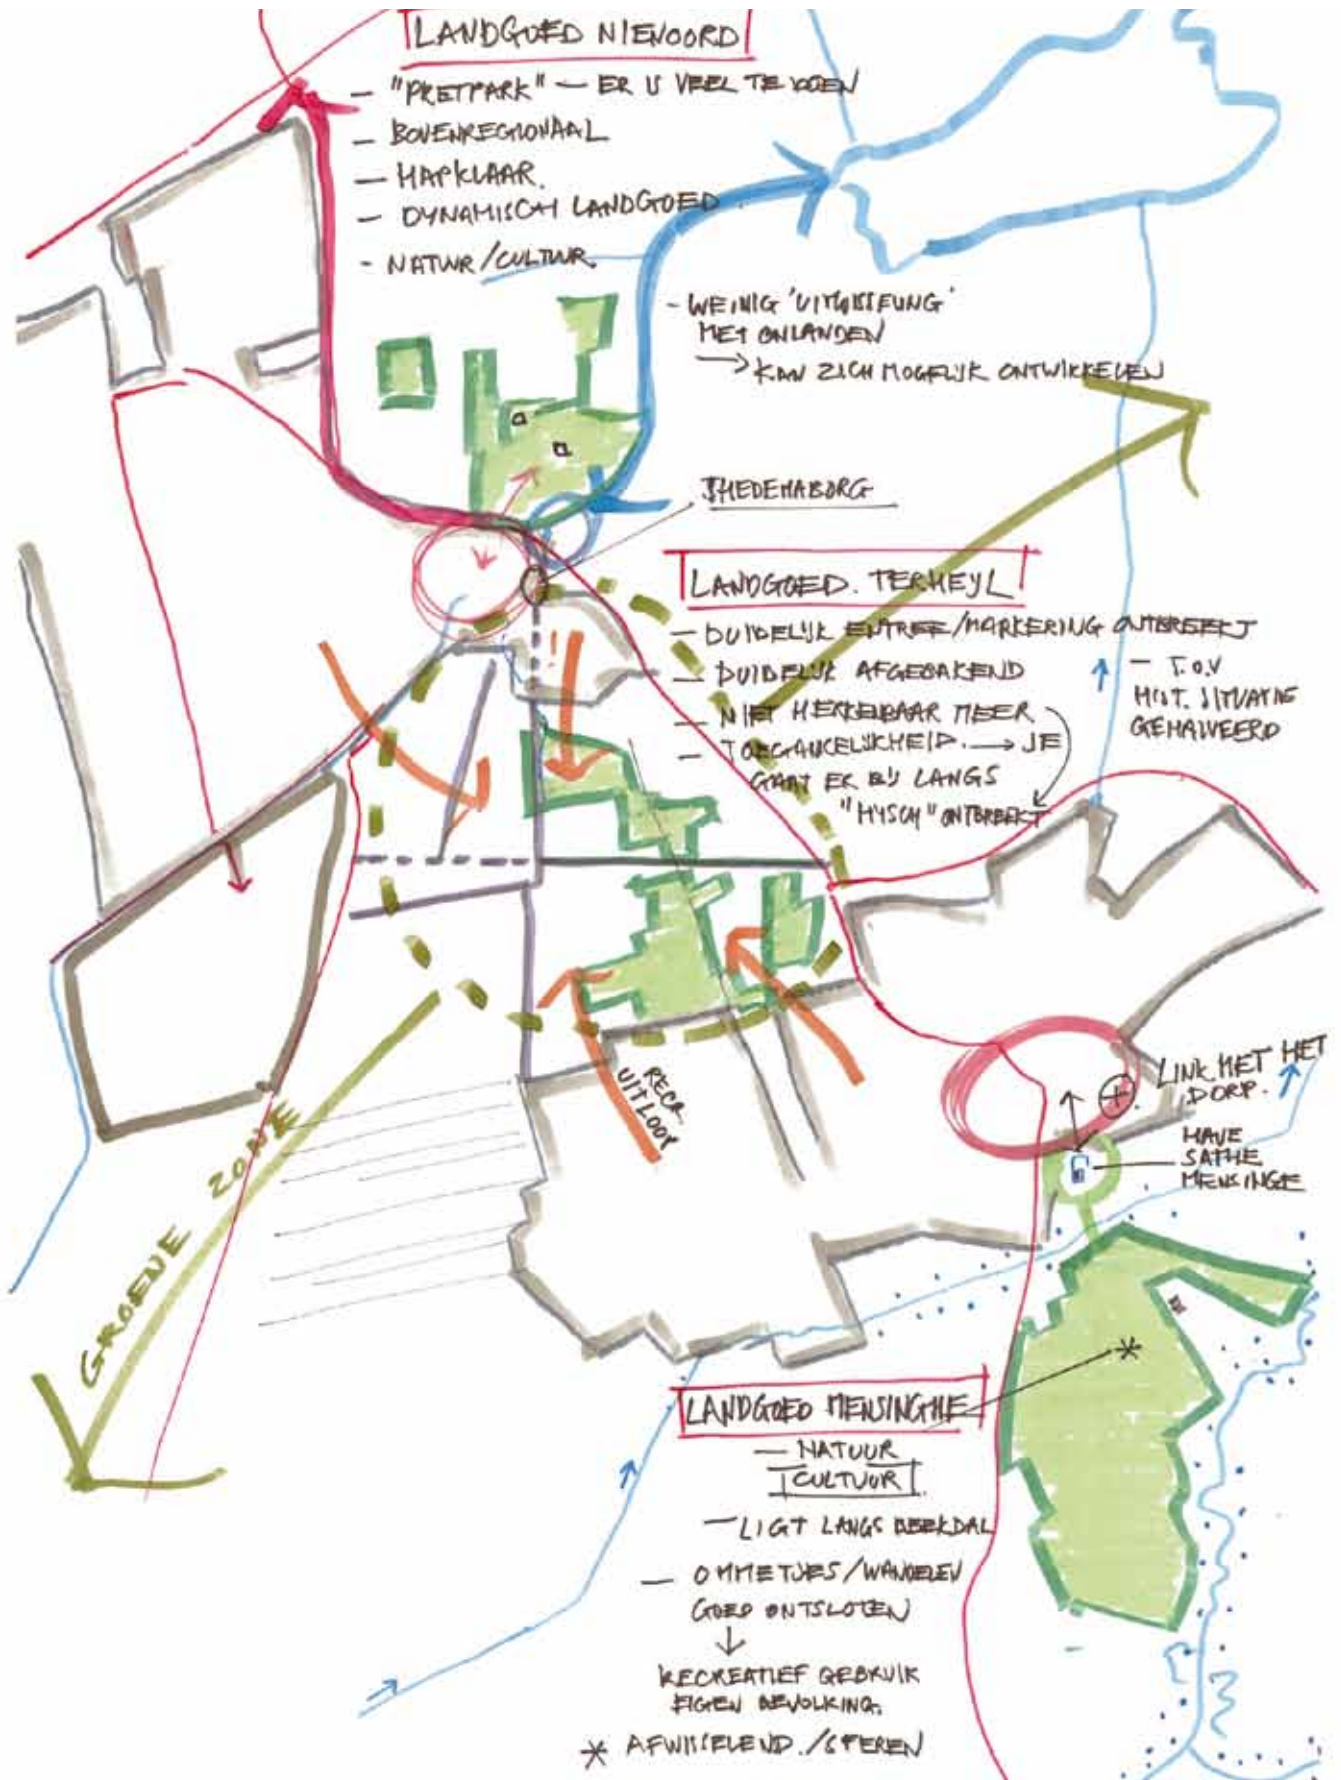 LANDGOED NIENOORD
- "PRETPARK" — ER IS VEEL TE DOEN
- BOVENREGIONAAL
- HAPKLAAR.
- DYNAMISCH LANDGOED
- NATUUR/CULTUUR.
- WEINIG 'UITWISSELING'
MET ONLANDEN
→ KAN ZICH MOGELIJK ONTWIKKELEN
THEDEMABORG
LANDGOED. TERHEYL
- DUIDELIJK ENTREE/MARKERING ONTBREEKT
- DUIDELIJK AFGEBAKEND
- NIET HERKENBAAR MEER
- TOEGANKELIJKHEID. → JE
GAAT ER BIJ LANGS
"MYSCH" ONTBREEKT
- T.O.V
HIST. SITUATIE
GEHALVEERD
!
RECR.
UITLOOP
GROENE ZONE
LINK MET HET
DORP.
HAVE
SATHE
MENSINGE
LANDGOED MENSINGHE
- NATUUR
CULTUUR
- LIGT LANGS BEEKDAL
- OMMETJES/WANDELEN
GOED ONTSLOTEN
↓
RECREATIEF GEBRUIK
EIGEN BEVOLKING.
* AFWISSELEND./SFEREN